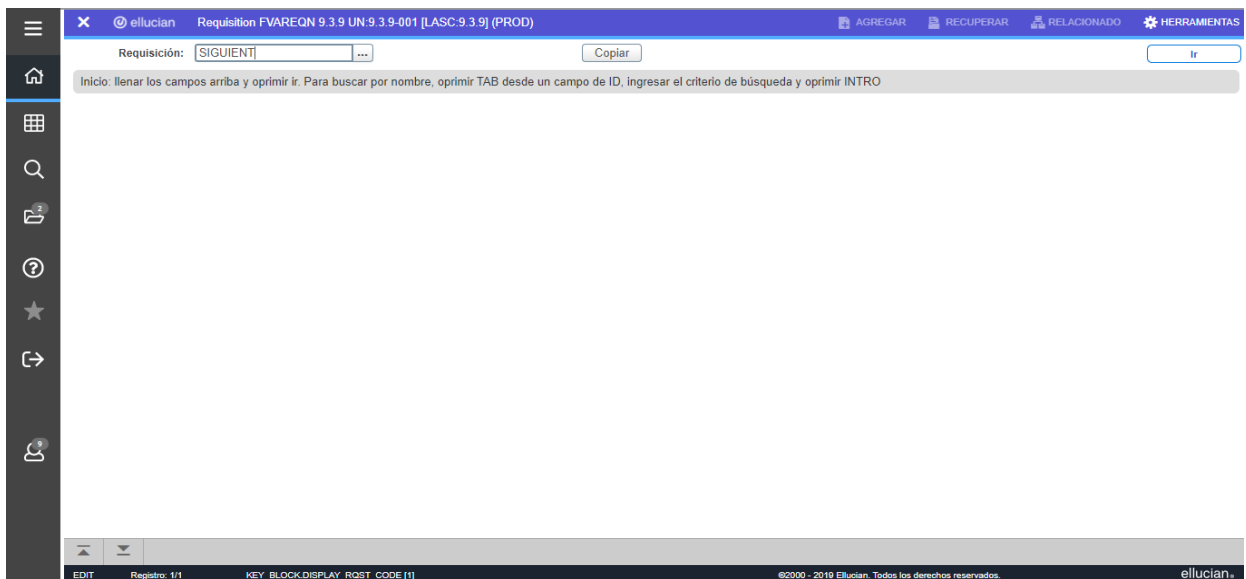 ellucian Requisition FVAREQN 9.3.9 UN:9.3.9-001 [LASC:9.3.9] (PROD) AGREGAR RECUPERAR RELACIONADO HERRAMIENTAS
Requisición: SIGUIENT ... Copiar Ir
Inicio: llenar los campos arriba y oprimir ir. Para buscar por nombre, oprimir TAB desde un campo de ID, ingresar el criterio de búsqueda y oprimir INTRO
2
9
EDIT Registro: 1/1 KEY_BLOCK.DISPLAY_RQST_CODE [1] ©2000 - 2019 Ellucian. Todos los derechos reservados. ellucian.